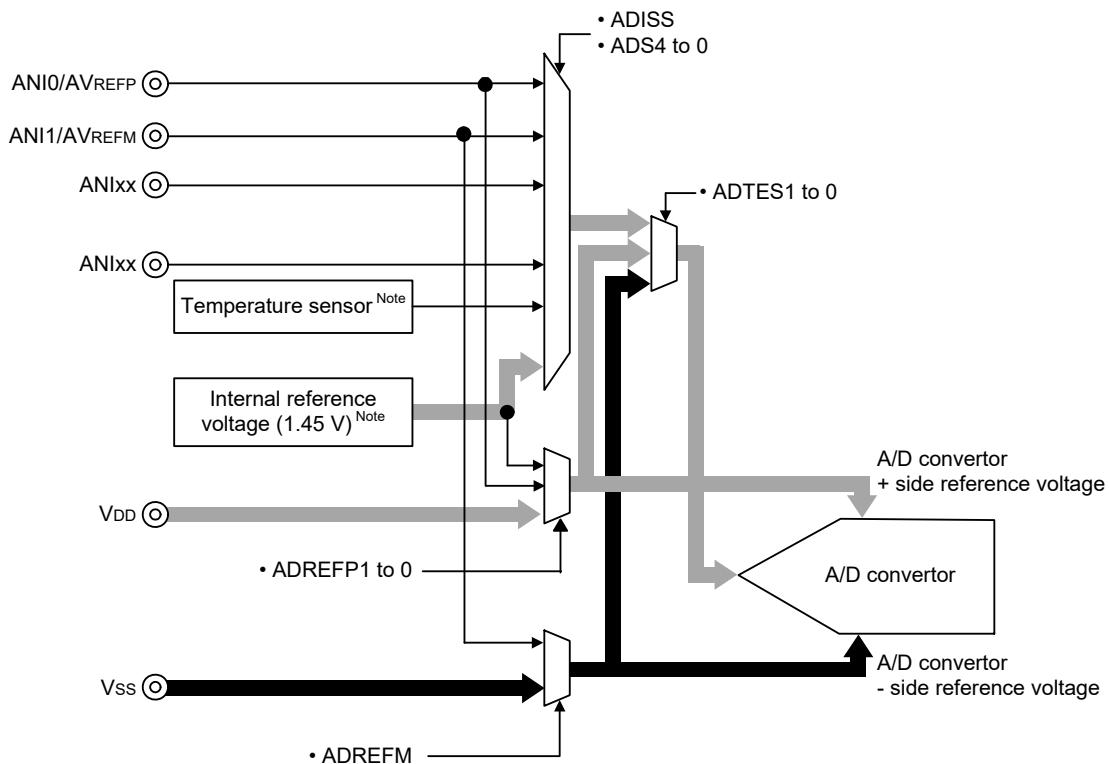 • ADISS
• ADS4 to 0
ANI0/AVREFP
ANI1/AVREFM
ANIxx
• ADTES1 to 0
ANIxx
Temperature sensor Note
Internal reference
voltage (1.45 V) Note
A/D convertor
+ side reference voltage
VDD
• ADREFP1 to 0
A/D convertor
A/D convertor
- side reference voltage
VSS
• ADREFM